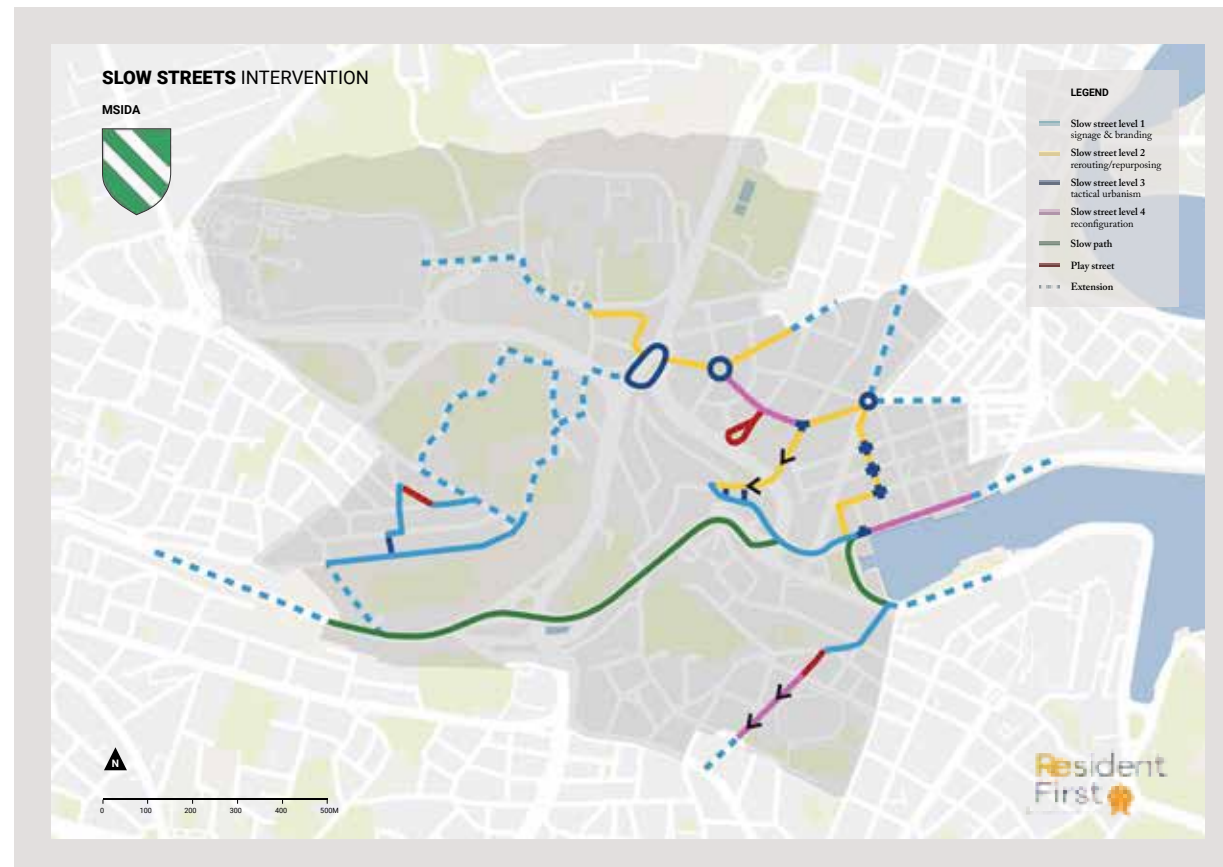 SLOW STREETS INTERVENTION
MSIDA
LEGEND
Slow street level 1
signage & branding
Slow street level 2
rerouting/repurposing
Slow street level 3
tactical urbanism
Slow street level 4
reconfiguration
Slow path
Play street
Extension
N
0 100 200 300 400 500M
Resident
First